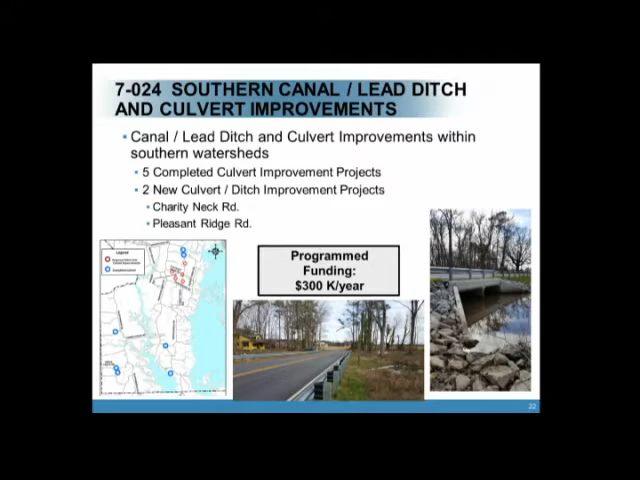 7-024 SOUTHERN CANAL / LEAD DITCH
AND CULVERT IMPROVEMENTS
Canal / Lead Ditch and Culvert Improvements within
southern watersheds
5 Completed Culvert Improvement Projects
2 New Culvert / Ditch Improvement Projects
Charity Neck Rd.
Pleasant Ridge Rd.
Programmed
Funding:
$300 K/year
22